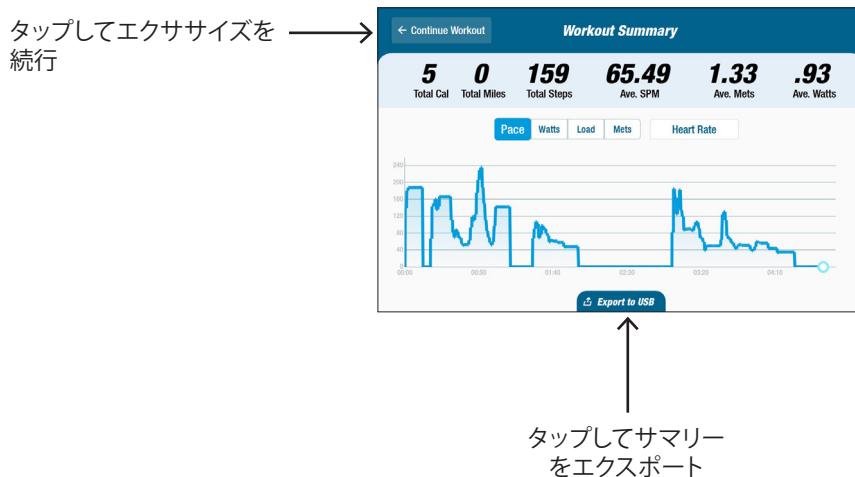 タップしてエクササイズを
続行
← Continue Workout
Workout Summary
5 0 159 65.49 1.33 .93
Total Cal Total Miles Total Steps Ave. SPM Ave. Mets Ave. Watts
Pace Watts Load Mets Heart Rate
240
200
160
120
80
40
0
00:00 00:50 01:40 02:30 03:20 04:10
Export to USB
タップしてサマリー
をエクスポート